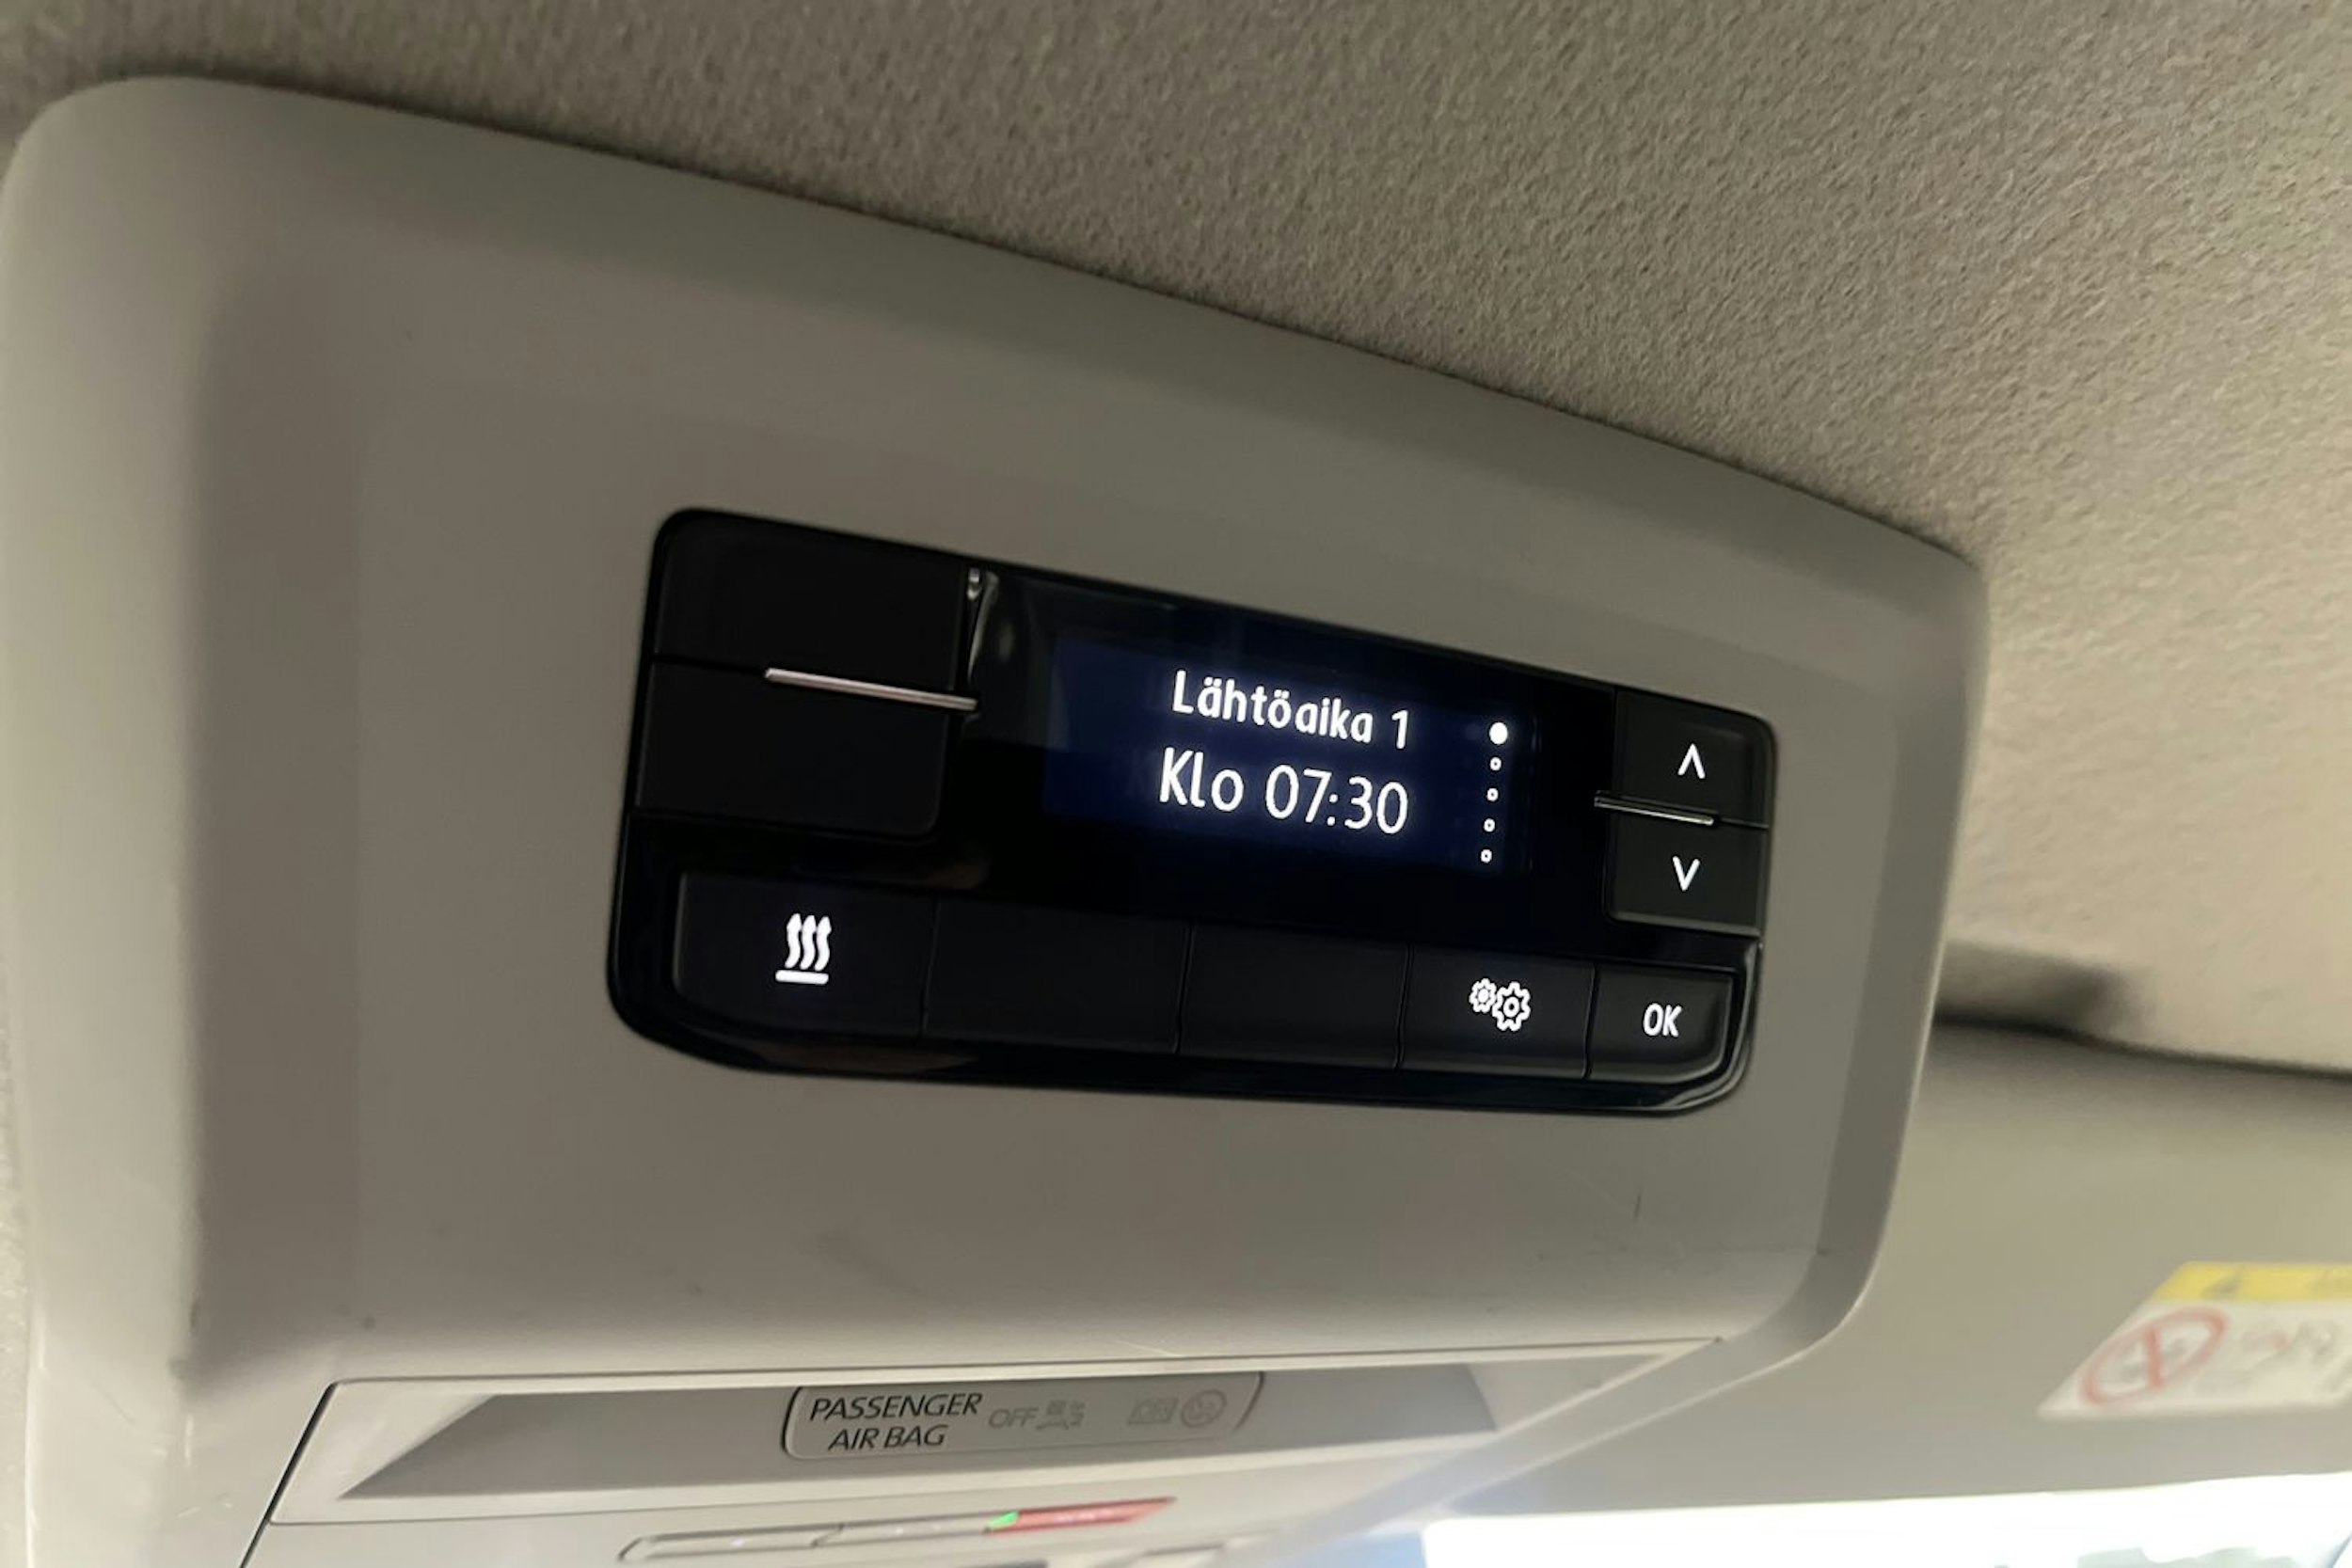 Lähtöaika 1
Klo 07:30
OK
PASSENGER
AIR BAG
OFF